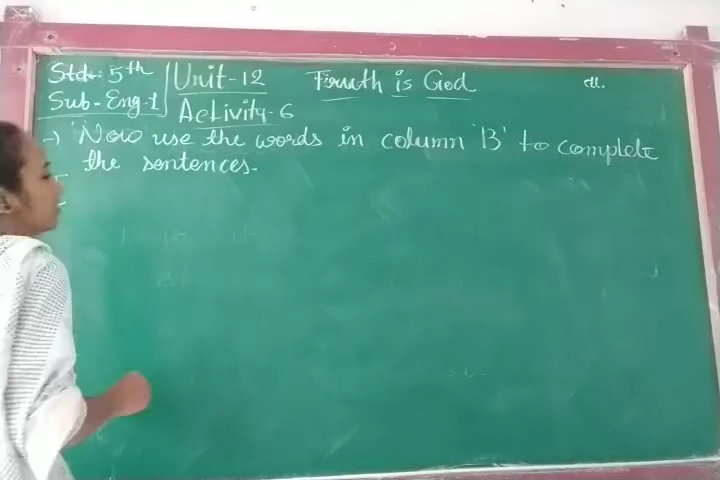 Std- 5th
Sub- Eng-1
Unit-12 Truth is God
Activity-6
dt.
→ 'Now use the words in column 'B' to complete
the sentences.